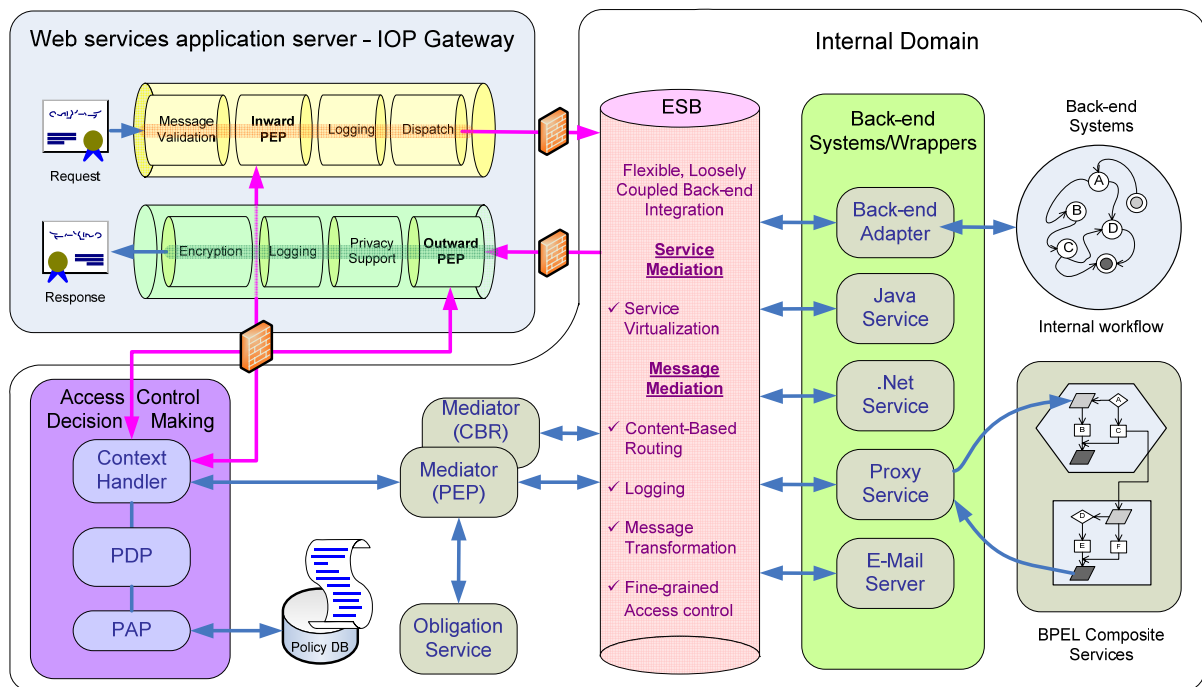 Web services application server – IOP Gateway
Request
Message
Validation
Inward
PEP
Logging
Dispatch
Response
Encryption
Logging
Privacy
Support
Outward
PEP
Internal Domain
ESB
Flexible, Loosely
Coupled Back-end
Integration
Service
Mediation
✓ Service
Virtualization
Message
Mediation
✓ Content-Based
Routing
✓ Logging
✓ Message
Transformation
✓ Fine-grained
Access control
Back-end
Systems/Wrappers
Back-end
Adapter
Java
Service
.Net
Service
Proxy
Service
E-Mail
Server
Back-end
Systems
A
B
D
C
Internal workflow
A
B
C
D
E
F
BPEL Composite
Services
Access Control
Decision Making
Context
Handler
PDP
PAP
Policy DB
Mediator
(CBR)
Mediator
(PEP)
Obligation
Service